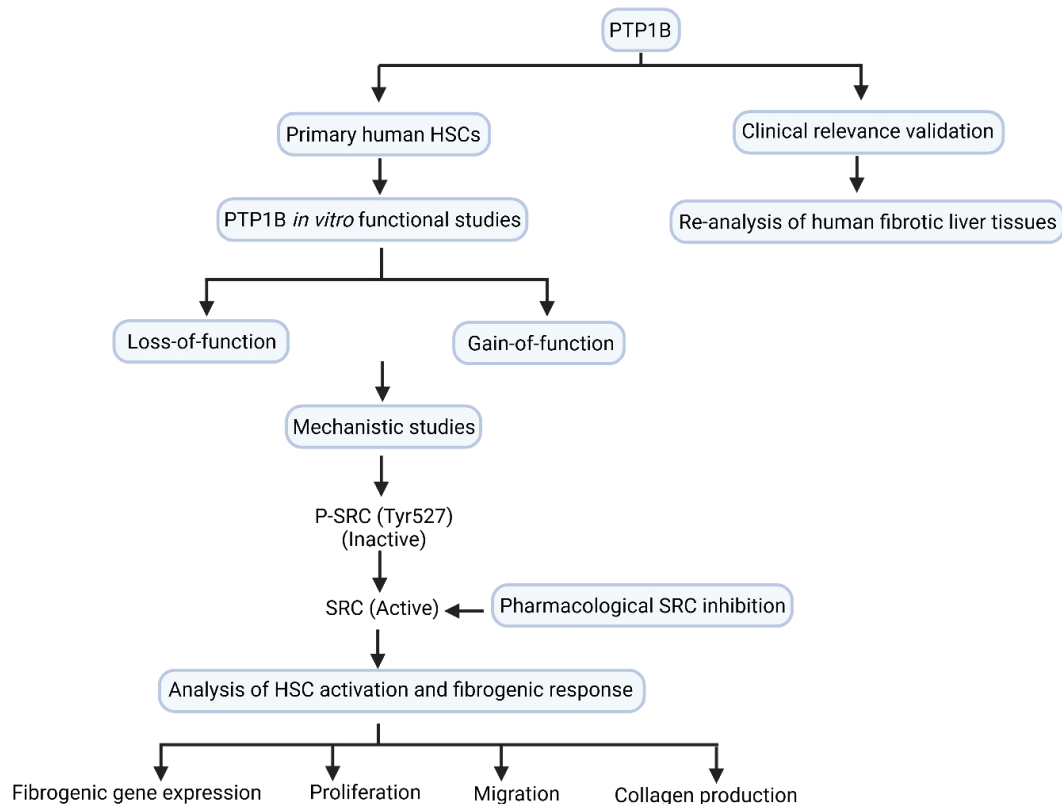 PTP1B
Primary human HSCs
Clinical relevance validation
PTP1B in vitro functional studies
Re-analysis of human fibrotic liver tissues
Loss-of-function
Gain-of-function
Mechanistic studies
P-SRC (Tyr527)
(Inactive)
SRC (Active)
Pharmacological SRC inhibition
Analysis of HSC activation and fibrogenic response
Fibrogenic gene expression
Proliferation
Migration
Collagen production